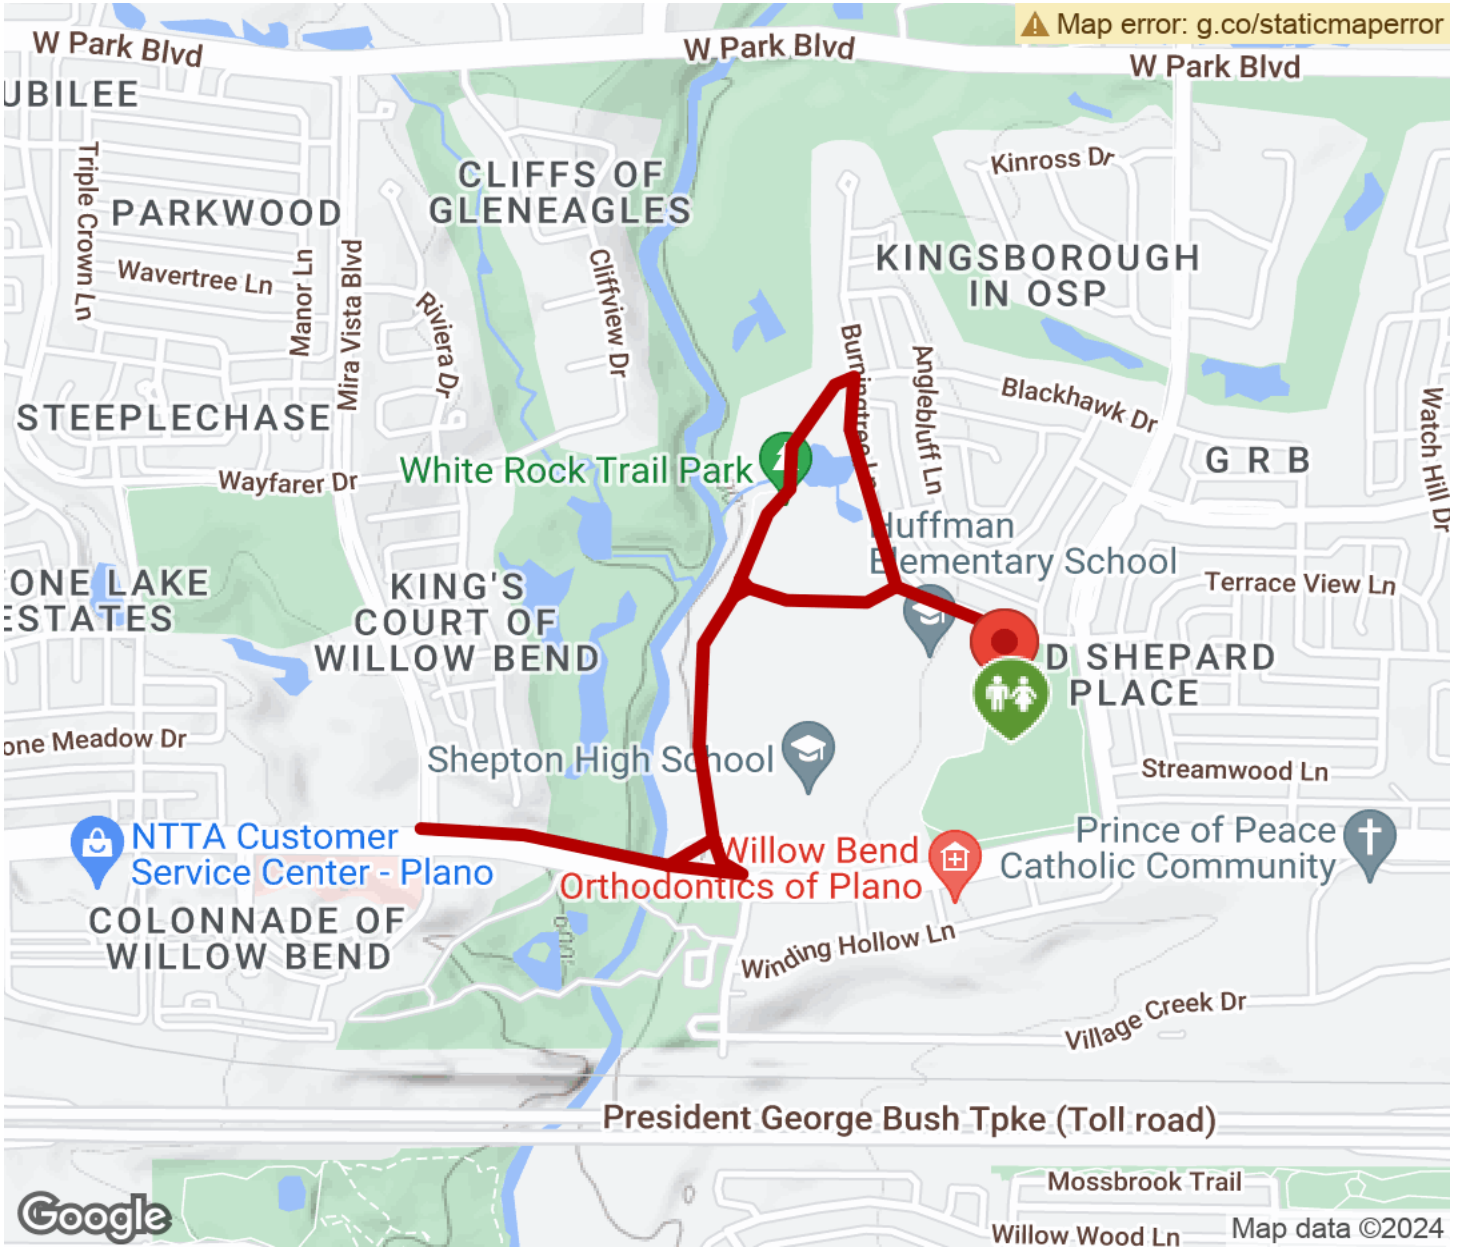 Map error: g.co/staticmaperror
W Park Blvd
W Park Blvd
W Park Blvd
UBILEE
Triple Crown Ln
PARKWOOD
CLIFFS OF
GLENEAGLES
Kinross Dr
Wavertree Ln
Manor Ln
Mira Vista Blvd
Riviera Dr
Cliffview Dr
KINGSBOROUGH
IN OSP
Burningtree Ln
Anglebluff Ln
Blackhawk Dr
Watch Hill Dr
STEEPLECHASE
Wayfarer Dr
White Rock Trail Park
G R B
Huffman
Elementary School
Terrace View Ln
ONE LAKE
ESTATES
KING'S
COURT OF
WILLOW BEND
D SHEPARD
PLACE
one Meadow Dr
Shepton High School
Streamwood Ln
NTTA Customer
Service Center - Plano
Willow Bend
Orthodontics of Plano
Prince of Peace
Catholic Community
COLONNADE OF
WILLOW BEND
Winding Hollow Ln
Village Creek Dr
President George Bush Tpke (Toll road)
Mossbrook Trail
Willow Wood Ln
Google
Map data ©2024